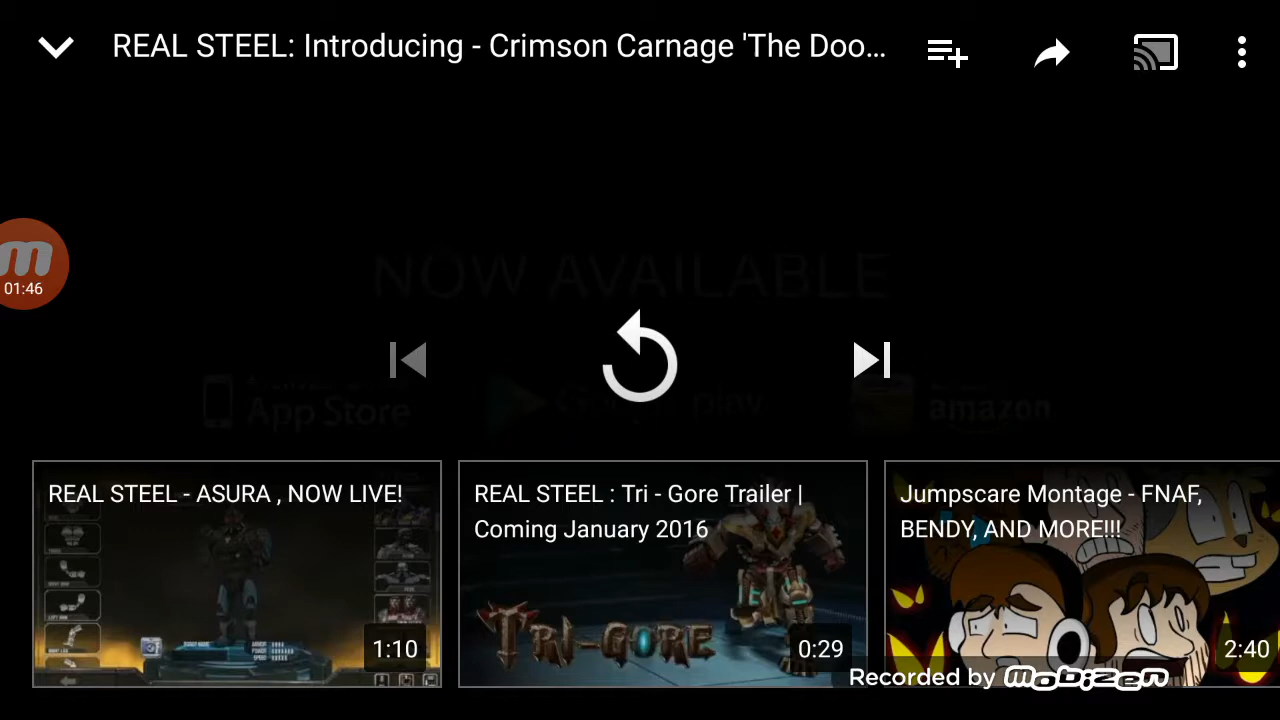 REAL STEEL: Introducing - Crimson Carnage 'The Doo...
01:46
NOW AVAILABLE
App Store
Google play
amazon
REAL STEEL - ASURA , NOW LIVE!
1:10
REAL STEEL : Tri - Gore Trailer |
Coming January 2016
TRI-GORE
0:29
Jumpscare Montage - FNAF,
BENDY, AND MORE!!!
2:40
Recorded by mobizen